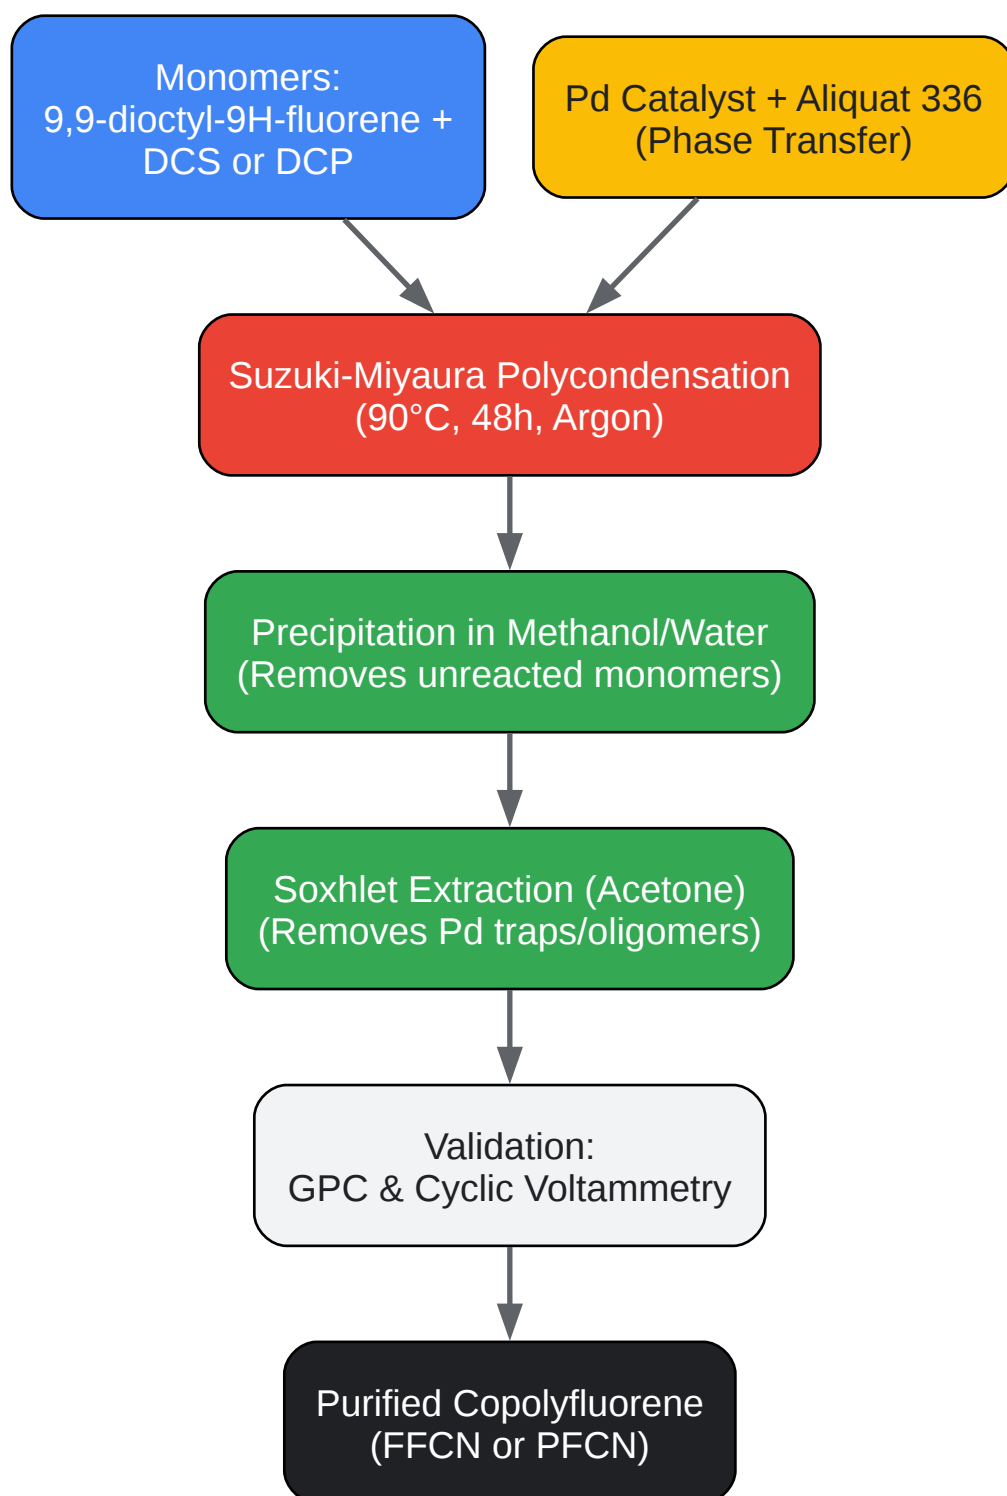 Monomers:
9,9-dioctyl-9H-fluorene +
DCS or DCP
Pd Catalyst + Aliquat 336
(Phase Transfer)
Suzuki-Miyaura Polycondensation
(90°C, 48h, Argon)
Precipitation in Methanol/Water
(Removes unreacted monomers)
Soxhlet Extraction (Acetone)
(Removes Pd traps/oligomers)
Validation:
GPC & Cyclic Voltammetry
Purified Copolyfluorene
(FFCN or PFCN)